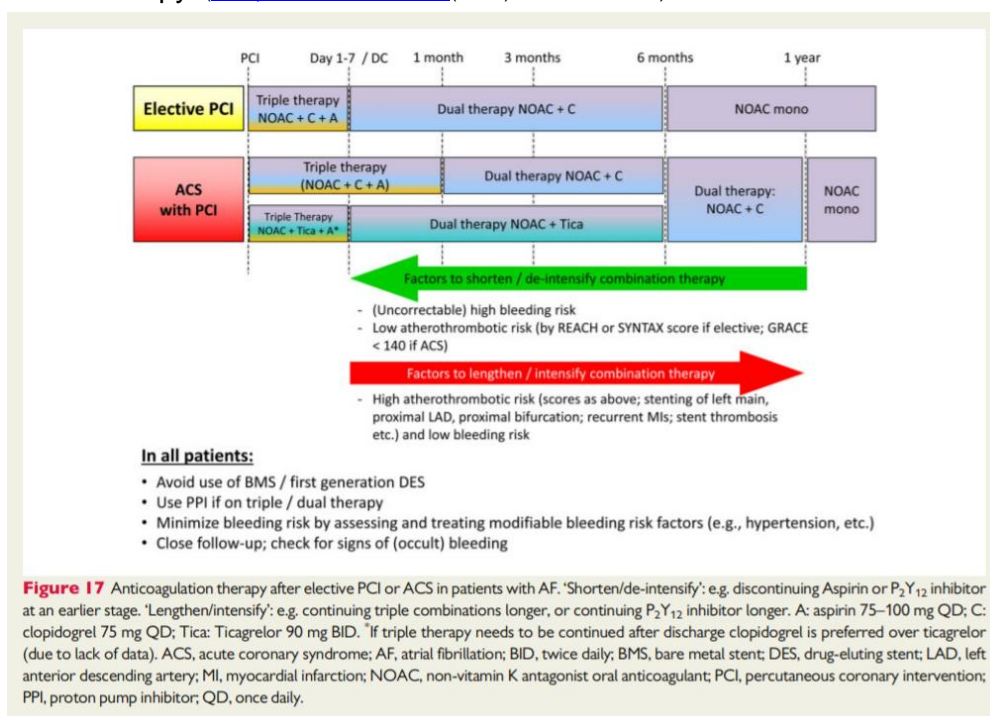 PCI Day 1-7 / DC 1 month 3 months 6 months 1 year
Elective PCI
Triple therapy
NOAC + C + A
Dual therapy NOAC + C
NOAC mono
ACS
with PCI
Triple therapy
(NOAC + C + A)
Dual therapy NOAC + C
Triple Therapy
NOAC + Tica + A*
Dual therapy NOAC + Tica
Dual therapy:
NOAC + C
NOAC
mono
Factors to shorten / de-intensify combination therapy
- (Uncorrectable) high bleeding risk
- Low atherothrombotic risk (by REACH or SYNTAX score if elective; GRACE
< 140 if ACS)
Factors to lengthen / intensify combination therapy
- High atherothrombotic risk (scores as above; stenting of left main,
proximal LAD, proximal bifurcation; recurrent MIs; stent thrombosis
etc.) and low bleeding risk
In all patients:
• Avoid use of BMS / first generation DES
• Use PPI if on triple / dual therapy
• Minimize bleeding risk by assessing and treating modifiable bleeding risk factors (e.g., hypertension, etc.)
• Close follow-up; check for signs of (occult) bleeding
Figure 17 Anticoagulation therapy after elective PCI or ACS in patients with AF. 'Shorten/de-intensify': e.g. discontinuing Aspirin or P₂Y₁₂ inhibitor
at an earlier stage. 'Lengthen/intensify': e.g. continuing triple combinations longer, or continuing P₂Y₁₂ inhibitor longer. A: aspirin 75–100 mg QD; C:
clopidogrel 75 mg QD; Tica: Ticagrelor 90 mg BID. *If triple therapy needs to be continued after discharge clopidogrel is preferred over ticagrelor
(due to lack of data). ACS, acute coronary syndrome; AF, atrial fibrillation; BID, twice daily; BMS, bare metal stent; DES, drug-eluting stent; LAD, left
anterior descending artery; MI, myocardial infarction; NOAC, non-vitamin K antagonist oral anticoagulant; PCI, percutaneous coronary intervention;
PPI, proton pump inhibitor; QD, once daily.